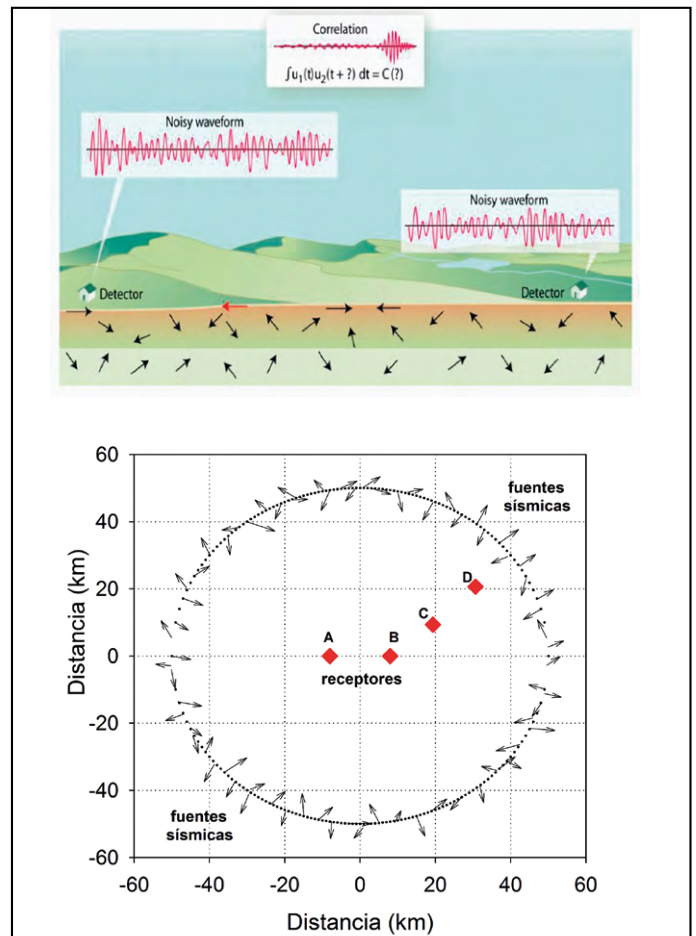 Correlation
∫u₁(t)u₂(t + ?) dt = C(?)
Noisy waveform
Noisy waveform
Detector
Detector
60
40
20
0
-20
-40
-60
Distancia (km)
fuentes
sísmicas
D
C
A
B
receptores
fuentes
sísmicas
-60
-40
-20
0
20
40
60
Distancia (km)